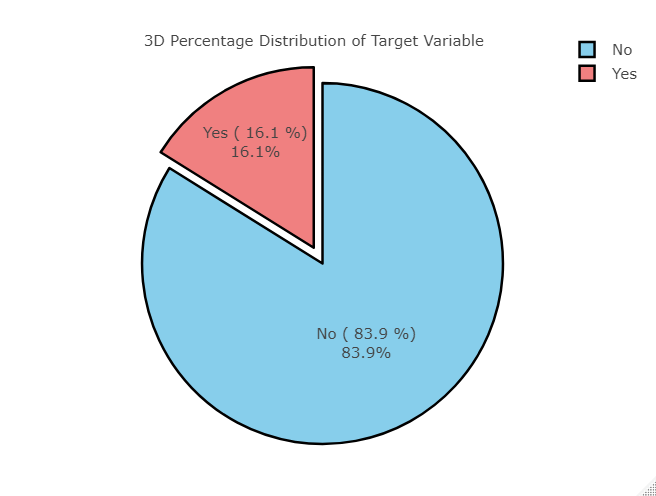 3D Percentage Distribution of Target Variable
No
Yes
Yes ( 16.1 %)
16.1%
No ( 83.9 %)
83.9%